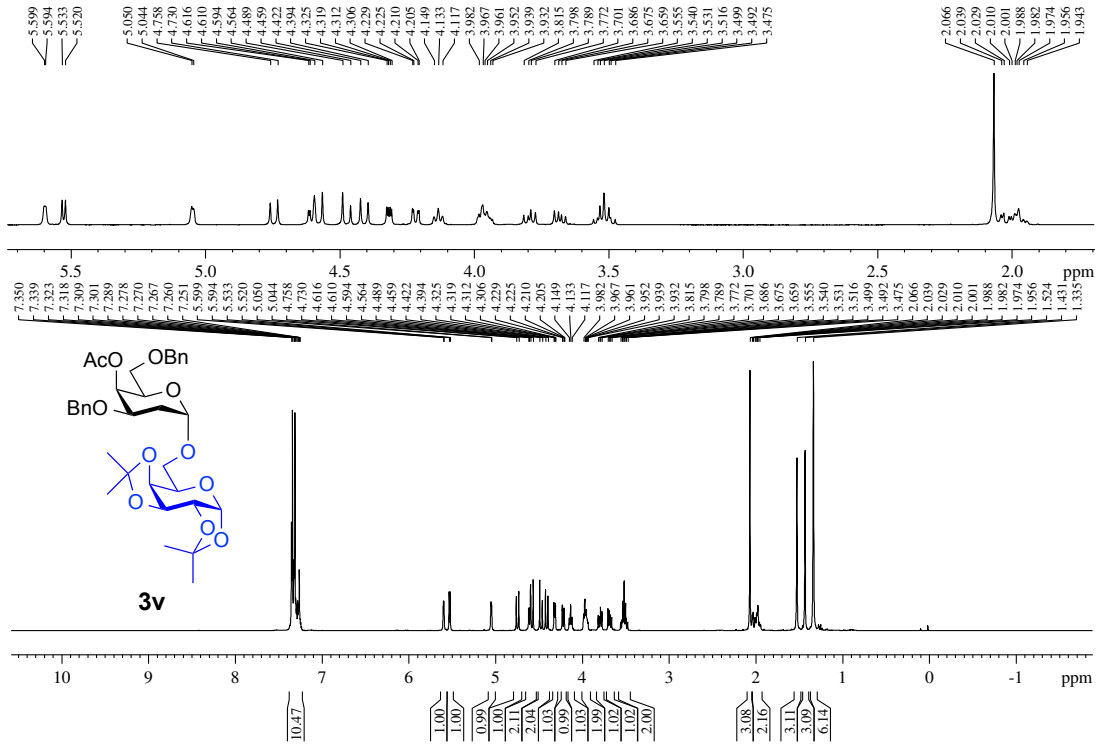 5.599 5.594 5.533 5.520 5.050 5.044 4.758 4.730 4.616 4.610 4.594 4.564 4.489 4.459 4.422 4.394 4.325 4.319 4.312 4.306 4.229 4.225 4.210 4.205 4.149 4.133 4.117 3.982 3.967 3.961 3.952 3.939 3.932 3.815 3.798 3.789 3.772 3.701 3.686 3.675 3.659 3.555 3.540 3.531 3.516 3.499 3.492 3.475 2.066 2.039 2.029 2.010 2.001 1.988 1.982 1.974 1.956 1.943
5.5 5.0 4.5 4.0 3.5 3.0 2.5 2.0 ppm
7.350 7.339 7.323 7.318 7.309 7.301 7.289 7.278 7.270 7.267 7.260 7.251 5.599 5.594 5.533 5.520 5.050 5.044 4.758 4.730 4.616 4.610 4.594 4.564 4.489 4.459 4.422 4.394 4.325 4.319 4.312 4.306 4.229 4.225 4.210 4.205 4.149 4.133 4.117 3.982 3.967 3.961 3.952 3.939 3.932 3.815 3.798 3.789 3.772 3.701 3.686 3.675 3.659 3.555 3.540 3.531 3.516 3.499 3.492 3.475 2.066 2.039 2.029 2.010 2.001 1.988 1.982 1.974 1.956 1.524 1.431 1.335
AcO OBn
O
BnO
O
O O
O
O O
3v
10 9 8 7 6 5 4 3 2 1 0 -1 ppm
10.47 1.00 1.00 0.99 1.00 2.11 2.04 1.03 0.99 1.03 1.99 1.02 1.02 2.00 3.08 2.16 3.11 3.09 6.14